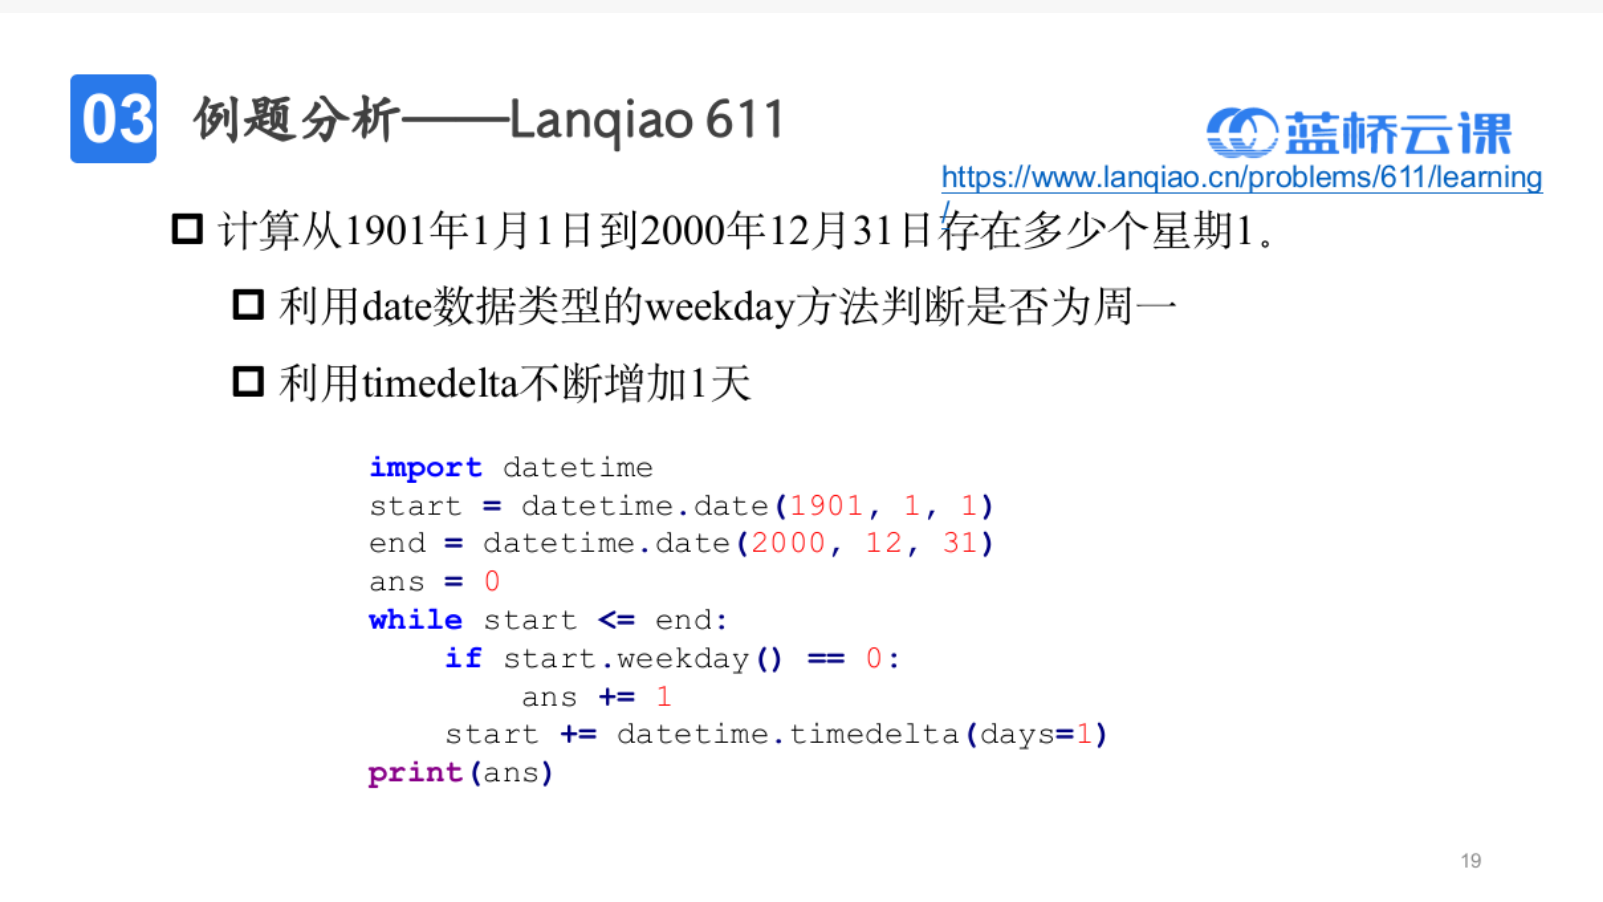 03 例题分析——Lanqiao 611
蓝桥云课
https://www.lanqiao.cn/problems/611/learning
/
计算从1901年1月1日到2000年12月31日存在多少个星期1。
利用date数据类型的weekday方法判断是否为周一
利用timedelta不断增加1天
import datetime
start = datetime.date(1901, 1, 1)
end = datetime.date(2000, 12, 31)
ans = 0
while start <= end:
    if start.weekday() == 0:
        ans += 1
    start += datetime.timedelta(days=1)
print(ans)
19